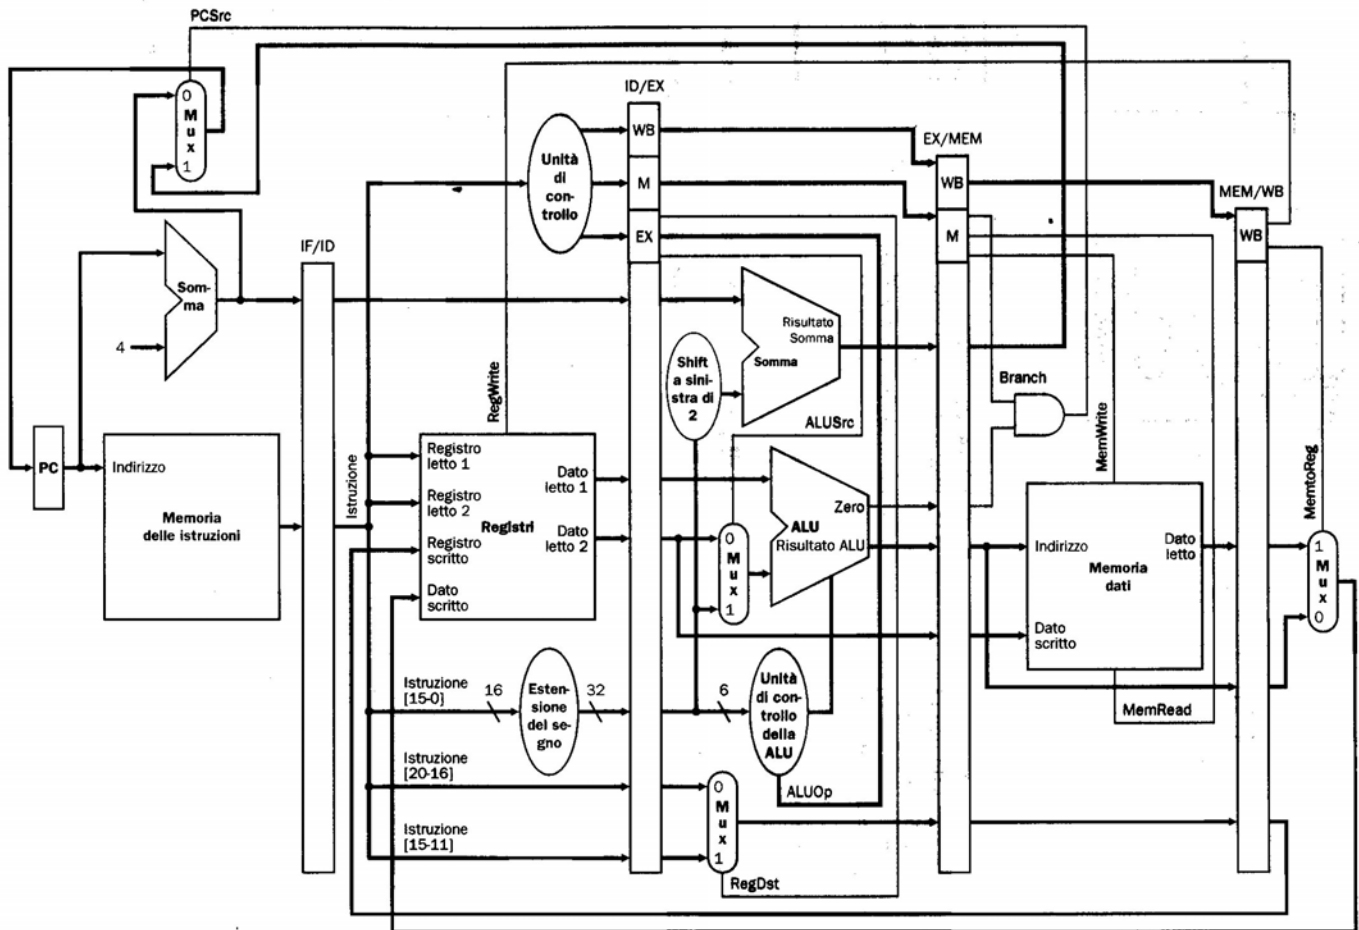 PCSrc
ID/EX
0
M
u
x
1
WB
EX/MEM
Unità
di
con-
trollo
M
WB
MEM/WB
EX
M
WB
IF/ID
Som-
ma
4
Risultato
Somma
Somma
Shift
a sini-
stra di
2
Branch
RegWrite
ALUSrc
MemWrite
MemtoReg
PC
Indirizzo
Memoria
delle istruzioni
Istruzione
Registro
letto 1
Registro
letto 2
Registro
scritto
Dato
scritto
Registri
Dato
letto 1
Dato
letto 2
0
M
u
x
1
Zero
ALU
Risultato ALU
Indirizzo
Dato
letto
Memoria
dati
Dato
scritto
1
M
u
x
0
Istruzione
[15-0]
16
Esten-
sione
del se-
gno
32
6
Unità
di con-
trollo
della
ALU
MemRead
Istruzione
[20-16]
0
M
u
x
1
ALUOp
Istruzione
[15-11]
RegDst